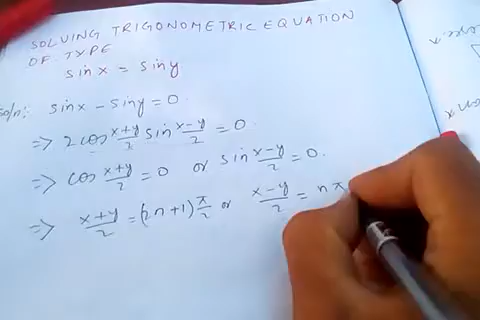 SOLVING TRIGONOMETRIC EQUATION
OF TYPE
sin x = sin y
soln: sin x - sin y = 0
=> 2 cos (x+y)/2 sin (x-y)/2 = 0
=> cos (x+y)/2 = 0 or sin (x-y)/2 = 0.
=> (x+y)/2 = (2n+1) π/2 or (x-y)/2 = nπ